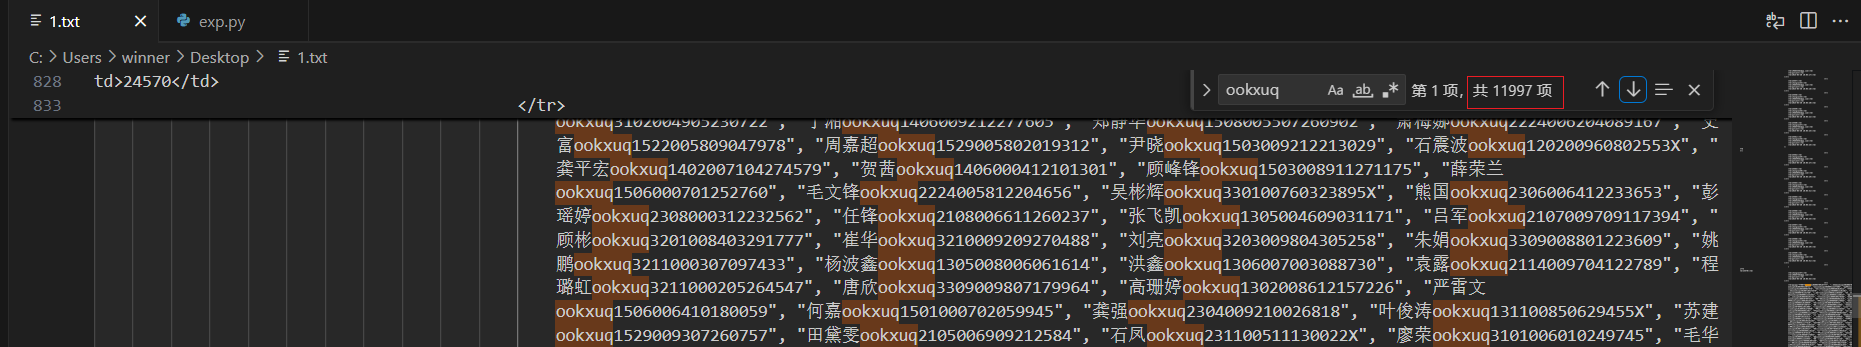 1.txt
exp.py
C: > Users > winner > Desktop > 1.txt
828 td>24570</td>
833 </tr>
ookxuq
Aa ab
第 1 项, 共 11997 项
ookxuq3102004905230722", "丁湘ookxuq1406009212277605", "郑静华ookxuq1508005507260902", "萧梅娜ookxuq2224006204089167", "文
富ookxuq1522005809047978", "周嘉超ookxuq1529005802019312", "尹晓ookxuq1503009212213029", "石震波ookxuq120200960802553X", "
龚平宏ookxuq1402007104274579", "贺茜ookxuq1406000412101301", "顾峰锋ookxuq1503008911271175", "薛荣兰
ookxuq1506000701252760", "毛文锋ookxuq2224005812204656", "吴彬辉ookxuq330100760323895X", "熊国ookxuq2306006412233653", "彭
瑶婷ookxuq2308000312232562", "任锋ookxuq2108006611260237", "张飞凯ookxuq1305004609031171", "吕军ookxuq2107009709117394", "
顾彬ookxuq3201008403291777", "崔华ookxuq3210009209270488", "刘亮ookxuq3203009804305258", "朱娟ookxuq3309008801223609", "姚
鹏ookxuq3211000307097433", "杨波鑫ookxuq1305008006061614", "洪鑫ookxuq1306007003088730", "袁露ookxuq2114009704122789", "程
璐虹ookxuq3211000205264547", "唐欣ookxuq3309009807179964", "高珊婷ookxuq1302008612157226", "严雷文
ookxuq1506006410180059", "何嘉ookxuq1501000702059945", "龚强ookxuq2304009210026818", "叶俊涛ookxuq131100850629455X", "苏建
ookxuq1529009307260757", "田黛雯ookxuq2105006909212584", "石凤ookxuq231100511130022X", "廖荣ookxuq3101006010249745", "毛华